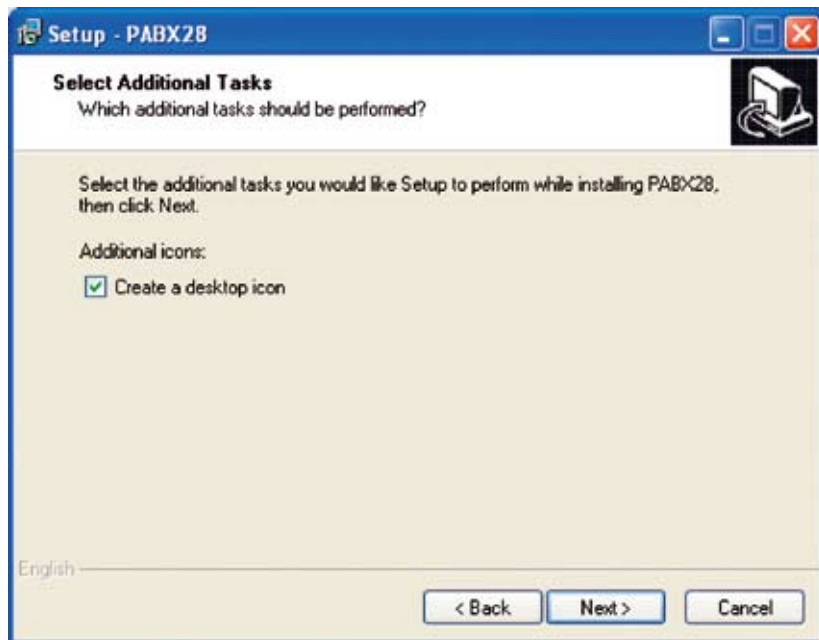 Setup - PABX28
Select Additional Tasks
Which additional tasks should be performed?
Select the additional tasks you would like Setup to perform while installing PABX28,
then click Next.
Additional icons:
Create a desktop icon
English
< Back
Next >
Cancel